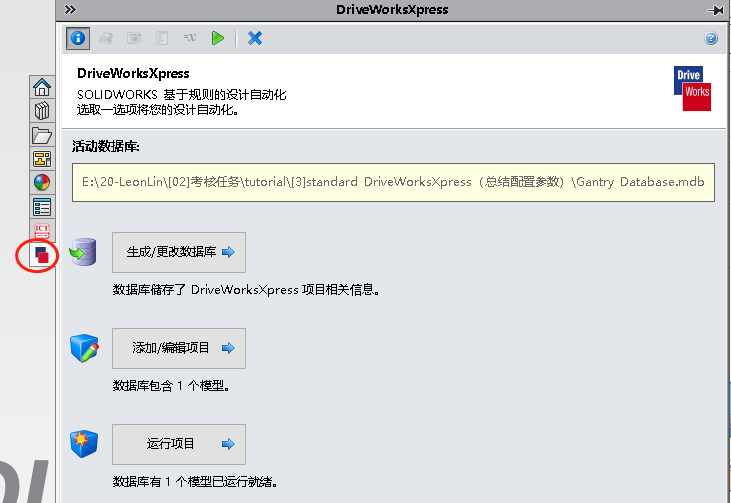 DriveWorksXpress
=x
DriveWorksXpress
SOLIDWORKS 基于规则的设计自动化
选取一选项将您的设计自动化。
Drive
Works
活动数据库:
E:\20-LeonLin\[02]考核任务\tutorial\[3]standard DriveWorksXpress（总结配置参数）\Gantry Database.mdb
ICT
生成/更改数据库
数据库储存了 DriveWorksXpress 项目相关信息。
添加/编辑项目
数据库包含 1 个模型。
运行项目
数据库有 1 个模型已运行就绪。